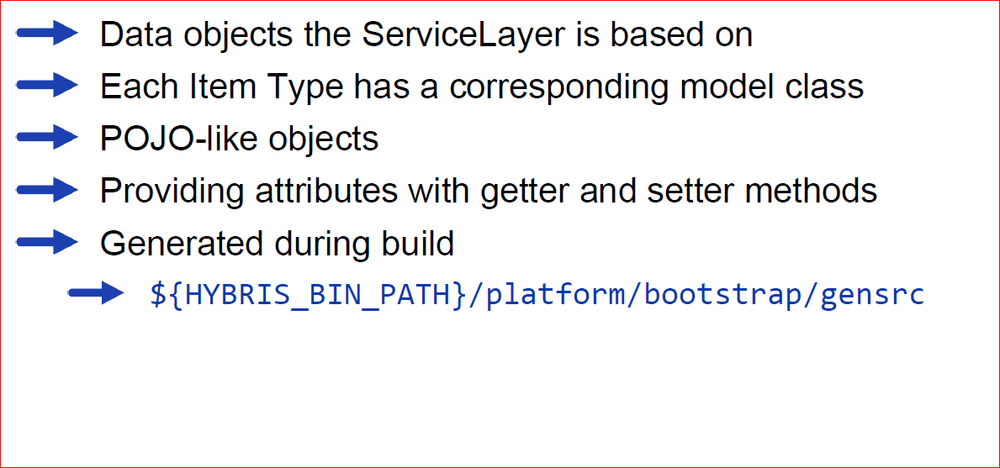 Data objects the ServiceLayer is based on
Each Item Type has a corresponding model class
POJO-like objects
Providing attributes with getter and setter methods
Generated during build
${HYBRIS_BIN_PATH}/platform/bootstrap/gensrc